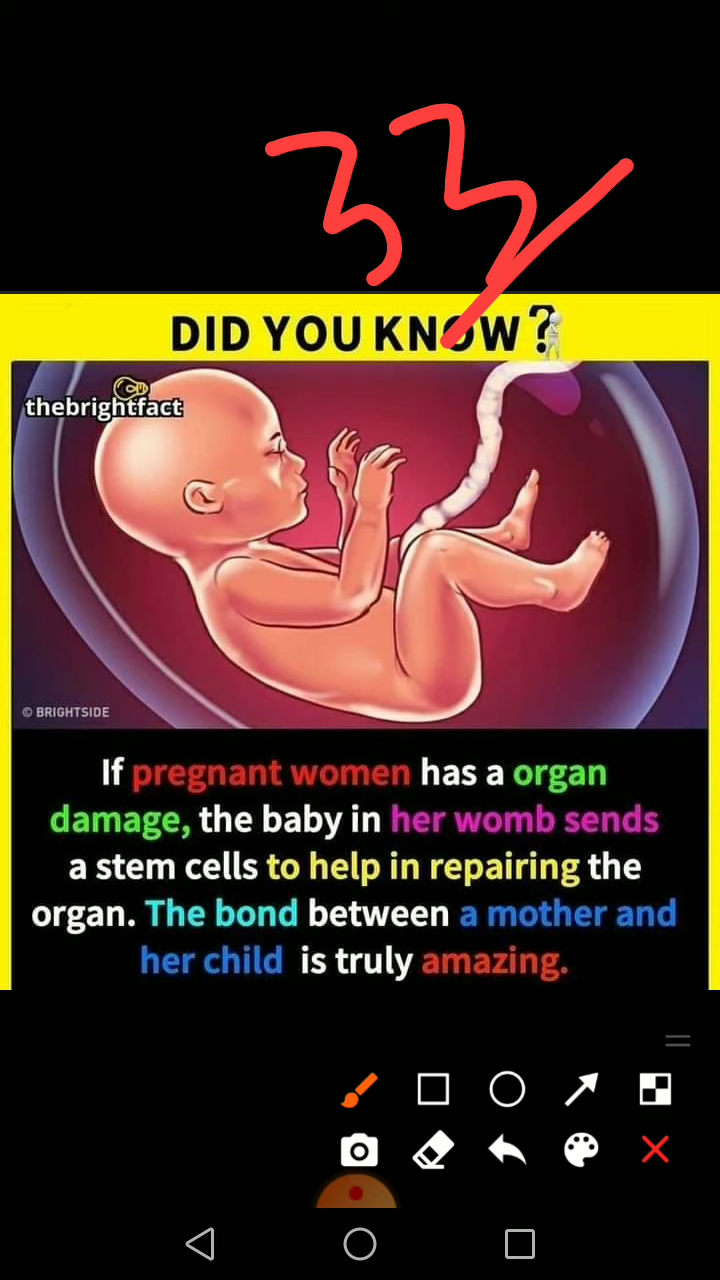 33
DID YOU KNOW?
thebrightfact
© BRIGHTSIDE
If pregnant women has a organ
damage, the baby in her womb sends
a stem cells to help in repairing the
organ. The bond between a mother and
her child is truly amazing.